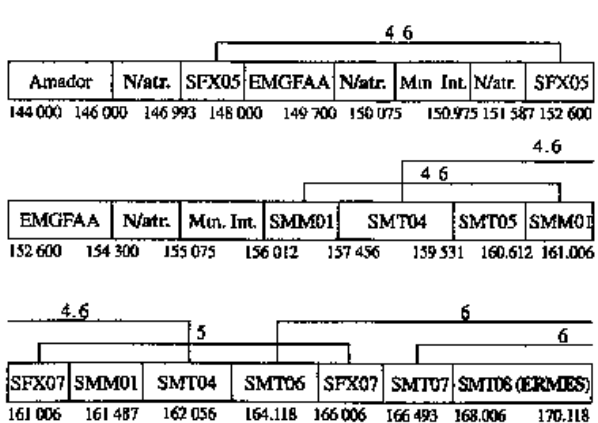 4 6
Amador N/atr. SFX05 EMGFAA N/atr. Min Int. N/atr. SFX05
144 000 146 000 146 993 148 000 149 700 150 075 150.975 151 587 152 600
4.6
4 6
EMGFAA N/atr. Min. Int. SMM01 SMT04 SMT05 SMM01
152 600 154 300 155 075 156 012 157 456 159 531 160.612 161.006
4.6 6
5 6
SFX07 SMM01 SMT04 SMT06 SFX07 SMT07 SMT08 (ERMES)
161 006 161 487 162 056 164.118 166 006 166 493 168.006 170.118